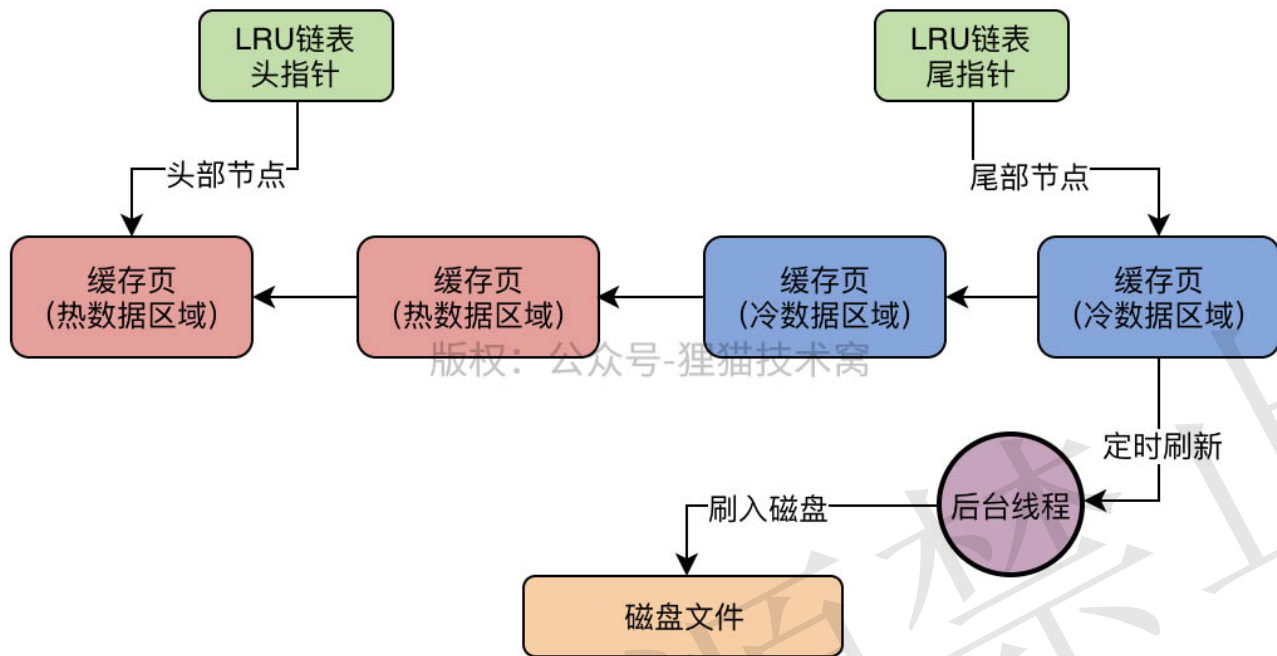 LRU链表
头指针
LRU链表
尾指针
头部节点
尾部节点
缓存页
(热数据区域)
缓存页
(热数据区域)
缓存页
(冷数据区域)
缓存页
(冷数据区域)
版权：公众号-狸猫技术窝
定时刷新
后台线程
刷入磁盘
磁盘文件
禁止